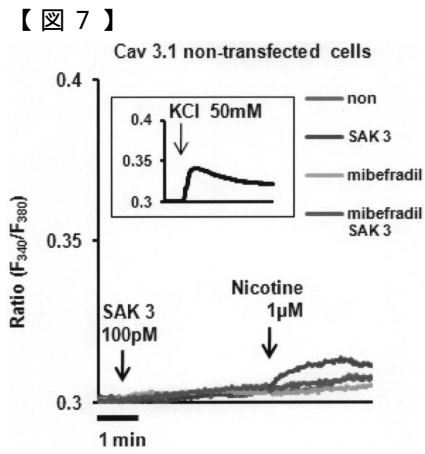 【図7】
Cav 3.1 non-transfected cells
0.4
0.35
0.3
Ratio (F340/F380)
KCl 50mM
0.4
0.35
0.3
non
SAK 3
mibefradil
mibefradil
SAK 3
SAK 3
100pM
Nicotine
1μM
1 min